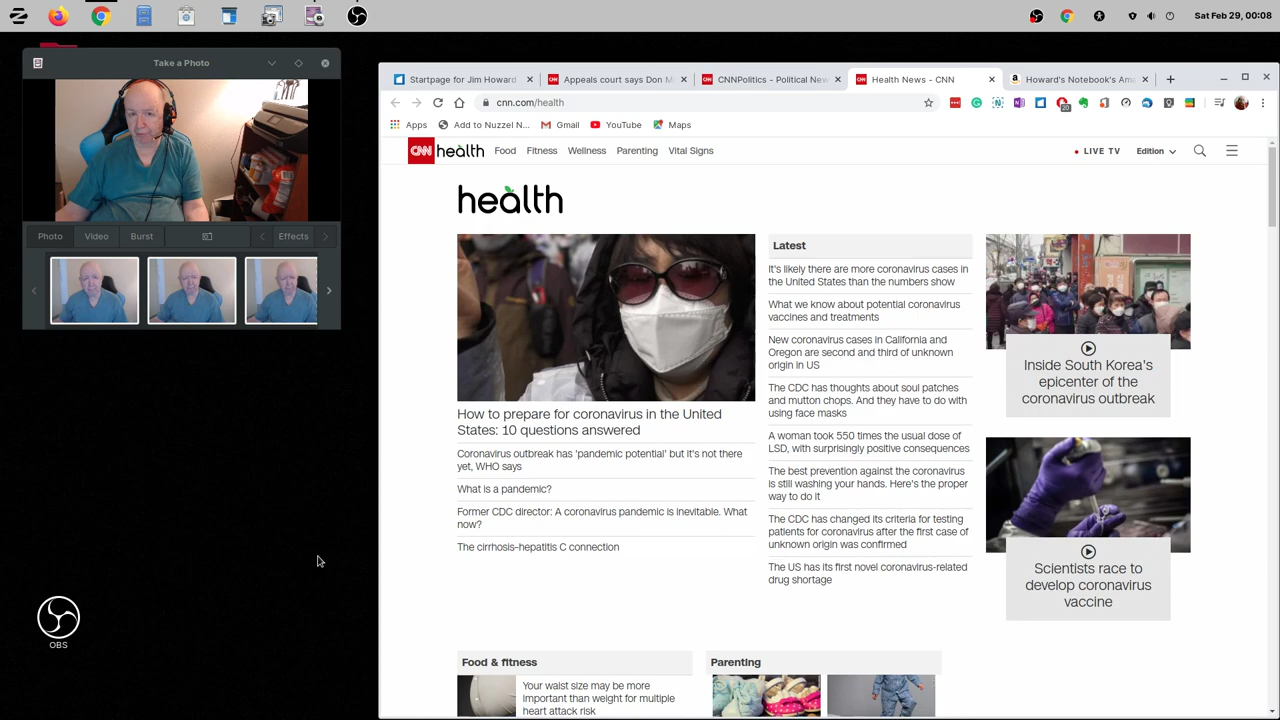 Sat Feb 29, 00:08
Take a Photo
Photo Video Burst Effects
OBS
Startpage for Jim Howard
Appeals court says Don M
CNNPolitics - Political New
Health News - CNN
Howard's Notebook's Ama
cnn.com/health
20
Apps Add to Nuzzel N... Gmail YouTube Maps
CNN health Food Fitness Wellness Parenting Vital Signs LIVE TV Edition
health
How to prepare for coronavirus in the United
States: 10 questions answered
Coronavirus outbreak has 'pandemic potential' but it's not there
yet, WHO says
What is a pandemic?
Former CDC director: A coronavirus pandemic is inevitable. What
now?
The cirrhosis-hepatitis C connection
Latest
It's likely there are more coronavirus cases in
the United States than the numbers show
What we know about potential coronavirus
vaccines and treatments
New coronavirus cases in California and
Oregon are second and third of unknown
origin in US
The CDC has thoughts about soul patches
and mutton chops. And they have to do with
using face masks
A woman took 550 times the usual dose of
LSD, with surprisingly positive consequences
The best prevention against the coronavirus
is still washing your hands. Here's the proper
way to do it
The CDC has changed its criteria for testing
patients for coronavirus after the first case of
unknown origin was confirmed
The US has its first novel coronavirus-related
drug shortage
Inside South Korea's
epicenter of the
coronavirus outbreak
Scientists race to
develop coronavirus
vaccine
Food & fitness
Your waist size may be more
important than weight for multiple
heart attack risk
Parenting